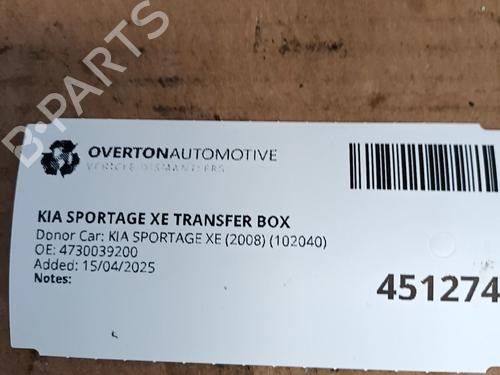 B-PARTS
OVERTONAUTOMOTIVE
VEHICLE DISMANTLERS
KIA SPORTAGE XE TRANSFER BOX
Donor Car: KIA SPORTAGE XE (2008) (102040)
OE: 4730039200
Added: 15/04/2025
Notes:
451274